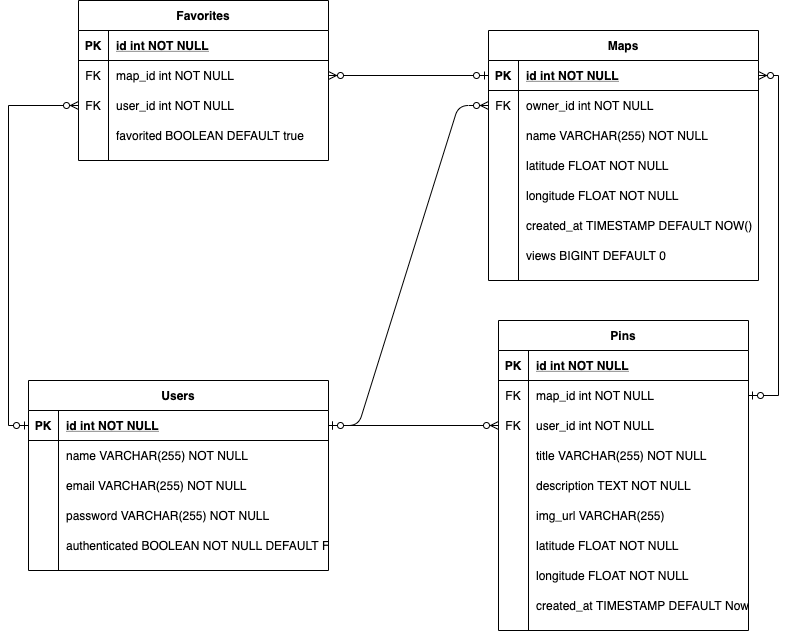 Favorites
PK id int NOT NULL
FK map_id int NOT NULL
FK user_id int NOT NULL
favorited BOOLEAN DEFAULT true
Maps
PK id int NOT NULL
FK owner_id int NOT NULL
name VARCHAR(255) NOT NULL
latitude FLOAT NOT NULL
longitude FLOAT NOT NULL
created_at TIMESTAMP DEFAULT NOW()
views BIGINT DEFAULT 0
Users
PK id int NOT NULL
name VARCHAR(255) NOT NULL
email VARCHAR(255) NOT NULL
password VARCHAR(255) NOT NULL
authenticated BOOLEAN NOT NULL DEFAULT F
Pins
PK id int NOT NULL
FK map_id int NOT NULL
FK user_id int NOT NULL
title VARCHAR(255) NOT NULL
description TEXT NOT NULL
img_url VARCHAR(255)
latitude FLOAT NOT NULL
longitude FLOAT NOT NULL
created_at TIMESTAMP DEFAULT Now